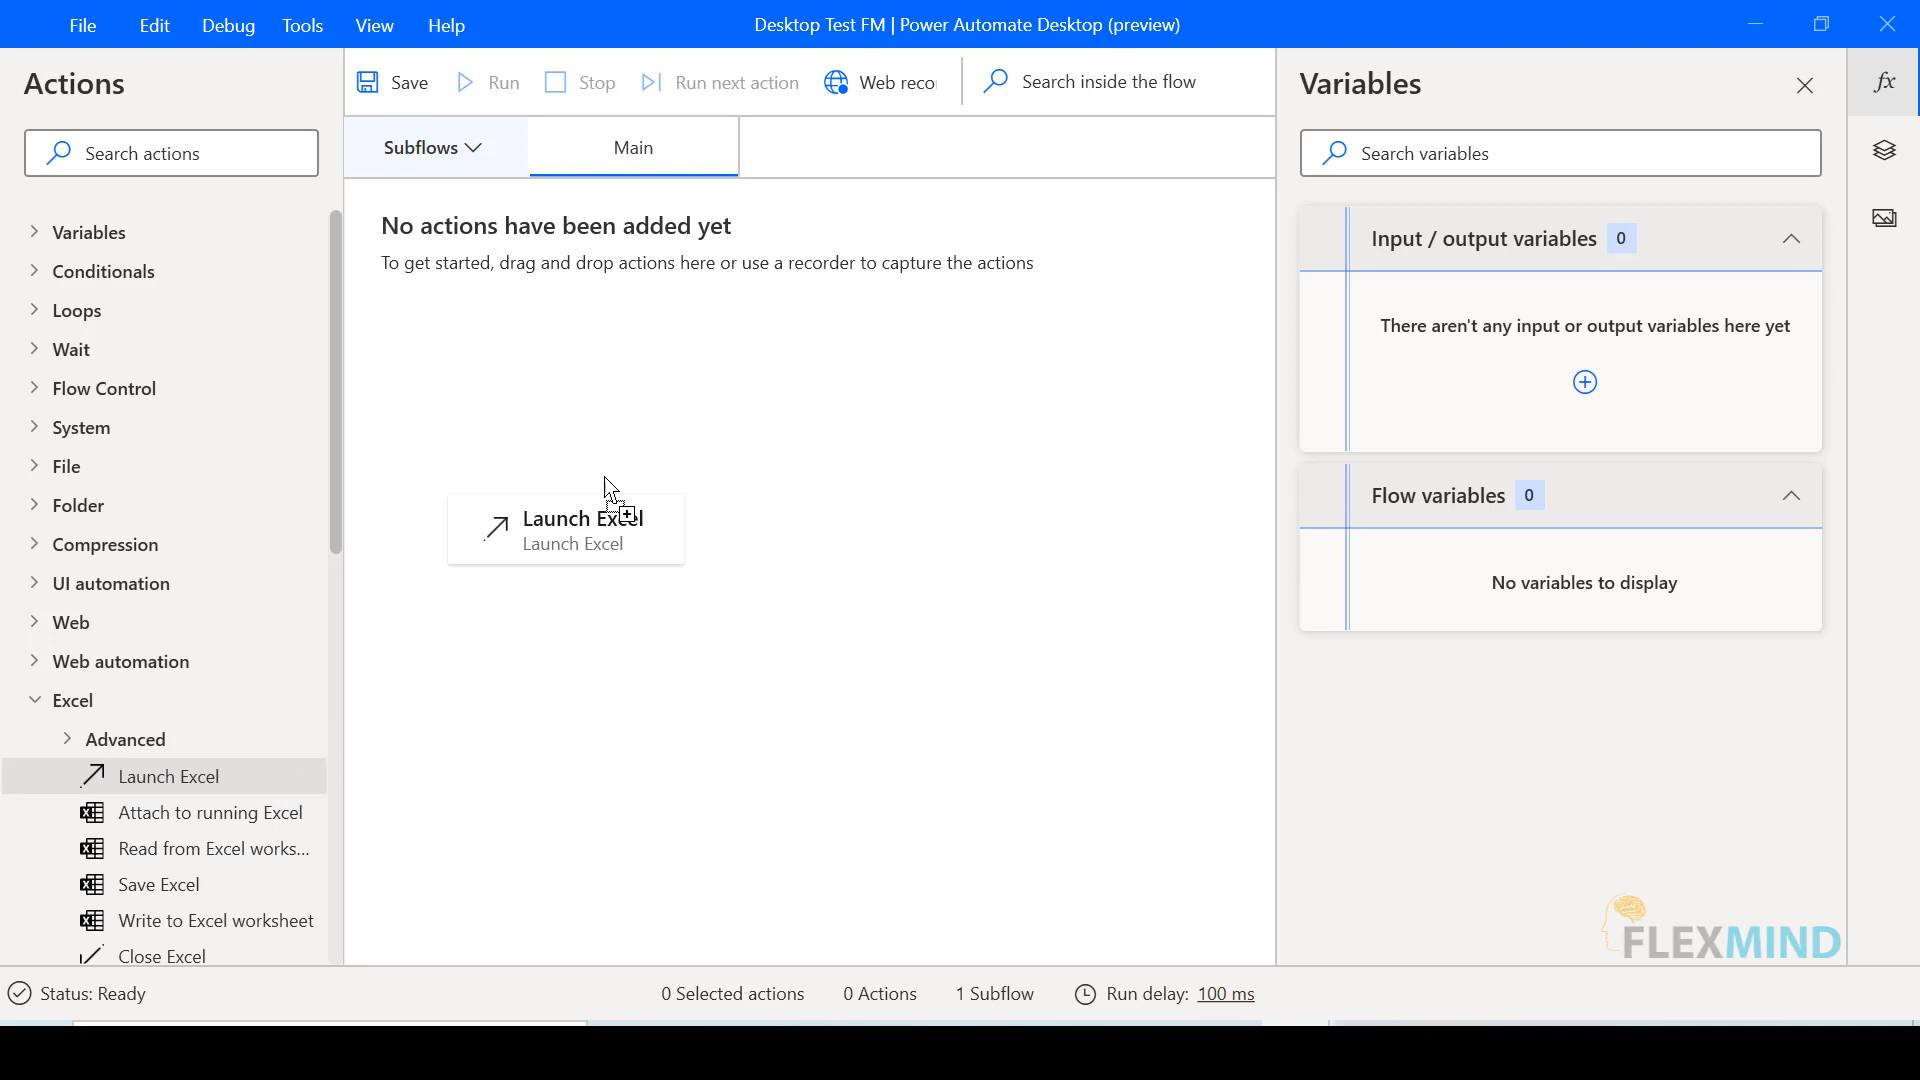 File Edit Debug Tools View Help
Desktop Test FM | Power Automate Desktop (preview)
Actions
Search actions
Variables
Conditionals
Loops
Wait
Flow Control
System
File
Folder
Compression
UI automation
Web
Web automation
Excel
Advanced
Launch Excel
Attach to running Excel
Read from Excel works...
Save Excel
Write to Excel worksheet
Close Excel
Save Run Stop Run next action Web reco
Search inside the flow
Subflows
Main
No actions have been added yet
To get started, drag and drop actions here or use a recorder to capture the actions
Launch Excel
Launch Excel
Variables
fx
Search variables
Input / output variables 0
There aren't any input or output variables here yet
Flow variables 0
No variables to display
FLEXMIND
Status: Ready
0 Selected actions 0 Actions 1 Subflow Run delay: 100 ms